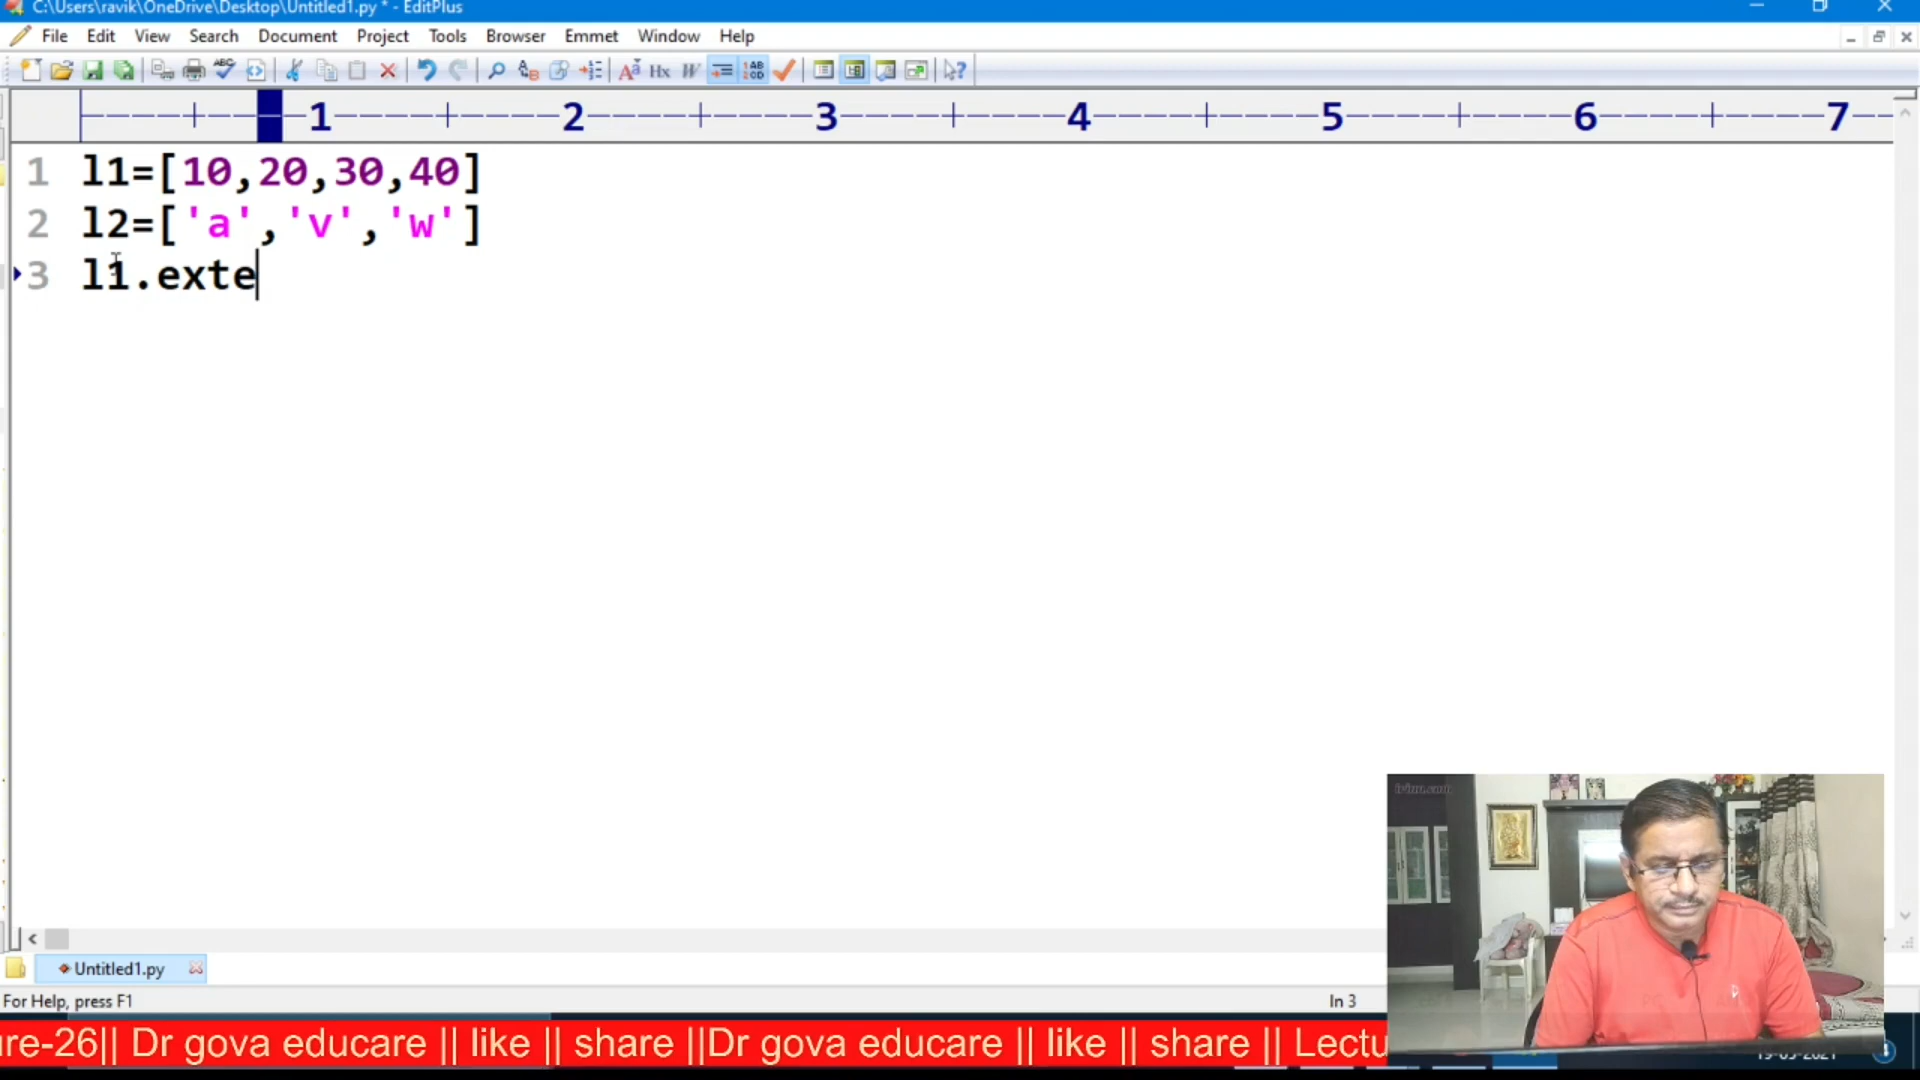 C:\Users\ravik\OneDrive\Desktop\Untitled1.py * - EditPlus
File Edit View Search Document Project Tools Browser Emmet Window Help
1 2 3 4 5 6 7
1 l1=[10,20,30,40]
2 l2=['a','v','w']
3 l1.exte
Untitled1.py
For Help, press F1
ln 3
re-26|| Dr gova educare || like || share ||Dr gova educare || like || share || Lectu